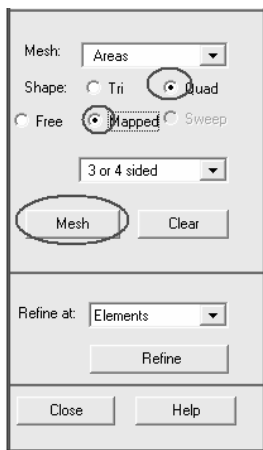 Mesh: Areas
Shape: Tri Quad
Free Mapped Sweep
3 or 4 sided
Mesh Clear
Refine at: Elements
Refine
Close Help